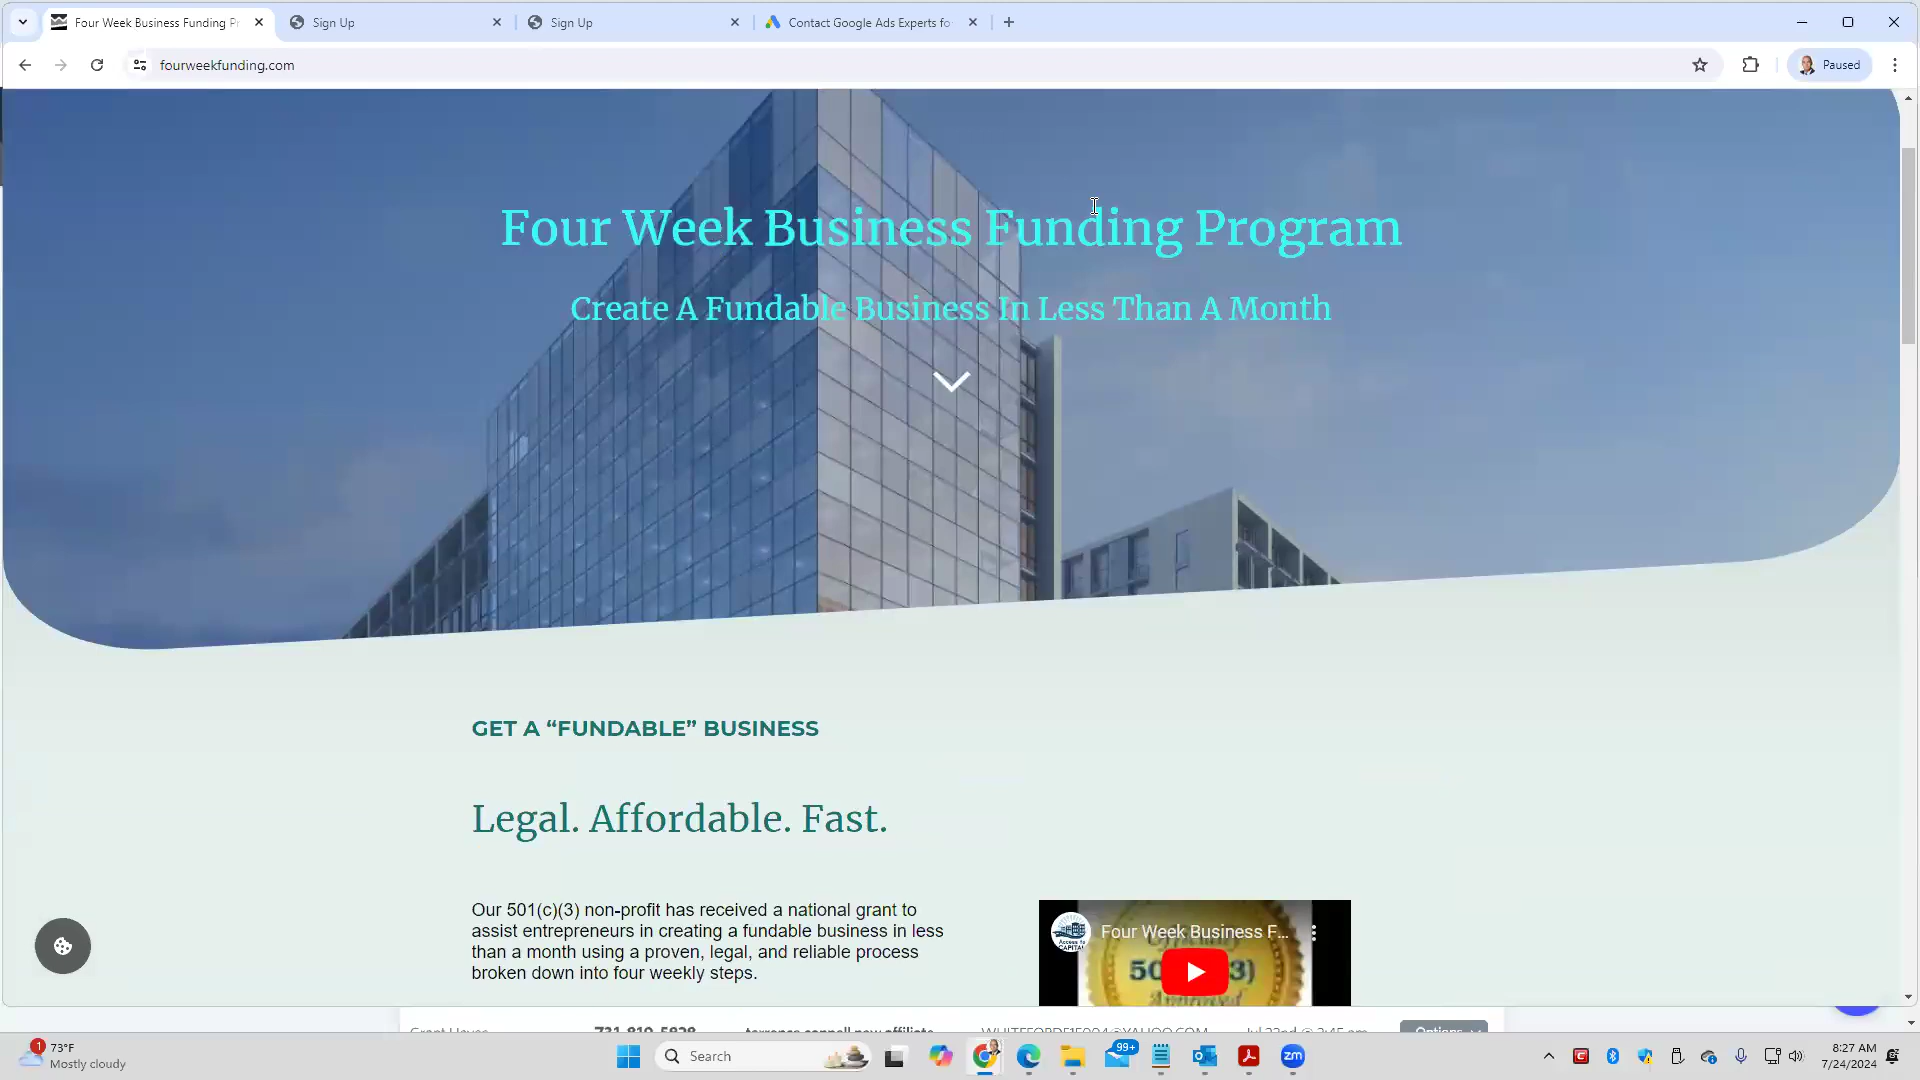 Four Week Business Funding Pr
Sign Up
Sign Up
Contact Google Ads Experts fo
fourweekfunding.com
Paused
Four Week Business Funding Program
Create A Fundable Business In Less Than A Month
GET A “FUNDABLE” BUSINESS
Legal. Affordable. Fast.
Our 501(c)(3) non-profit has received a national grant to
assist entrepreneurs in creating a fundable business in less
than a month using a proven, legal, and reliable process
broken down into four weekly steps.
Four Week Business F...
1
73°F
Mostly cloudy
Search
99+
zm
8:27 AM
7/24/2024